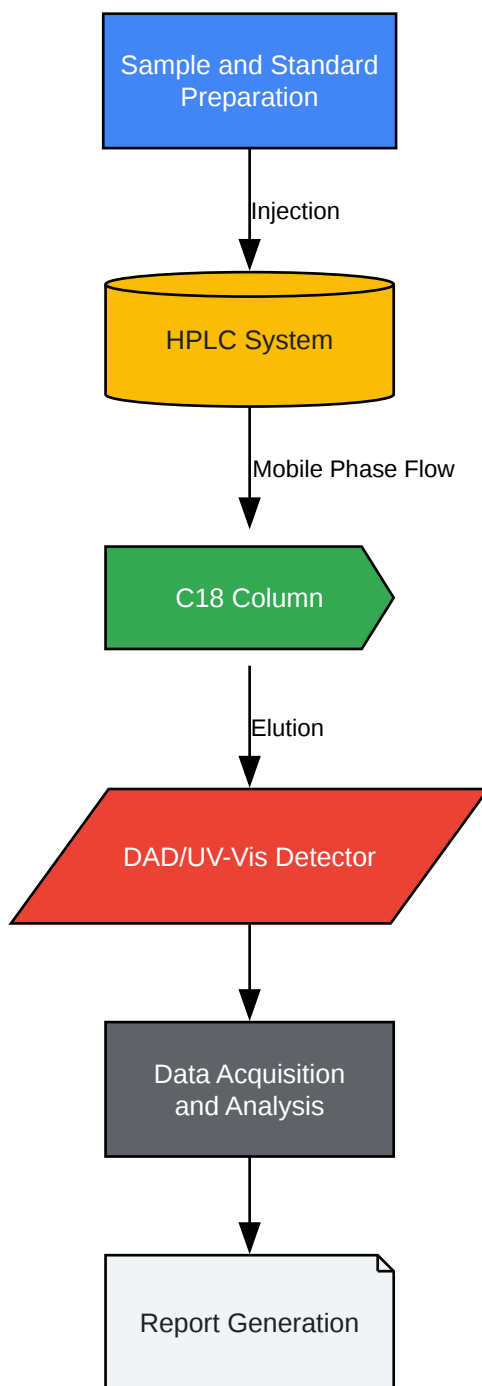 Sample and Standard
Preparation
Injection
HPLC System
Mobile Phase Flow
C18 Column
Elution
DAD/UV-Vis Detector
Data Acquisition
and Analysis
Report Generation